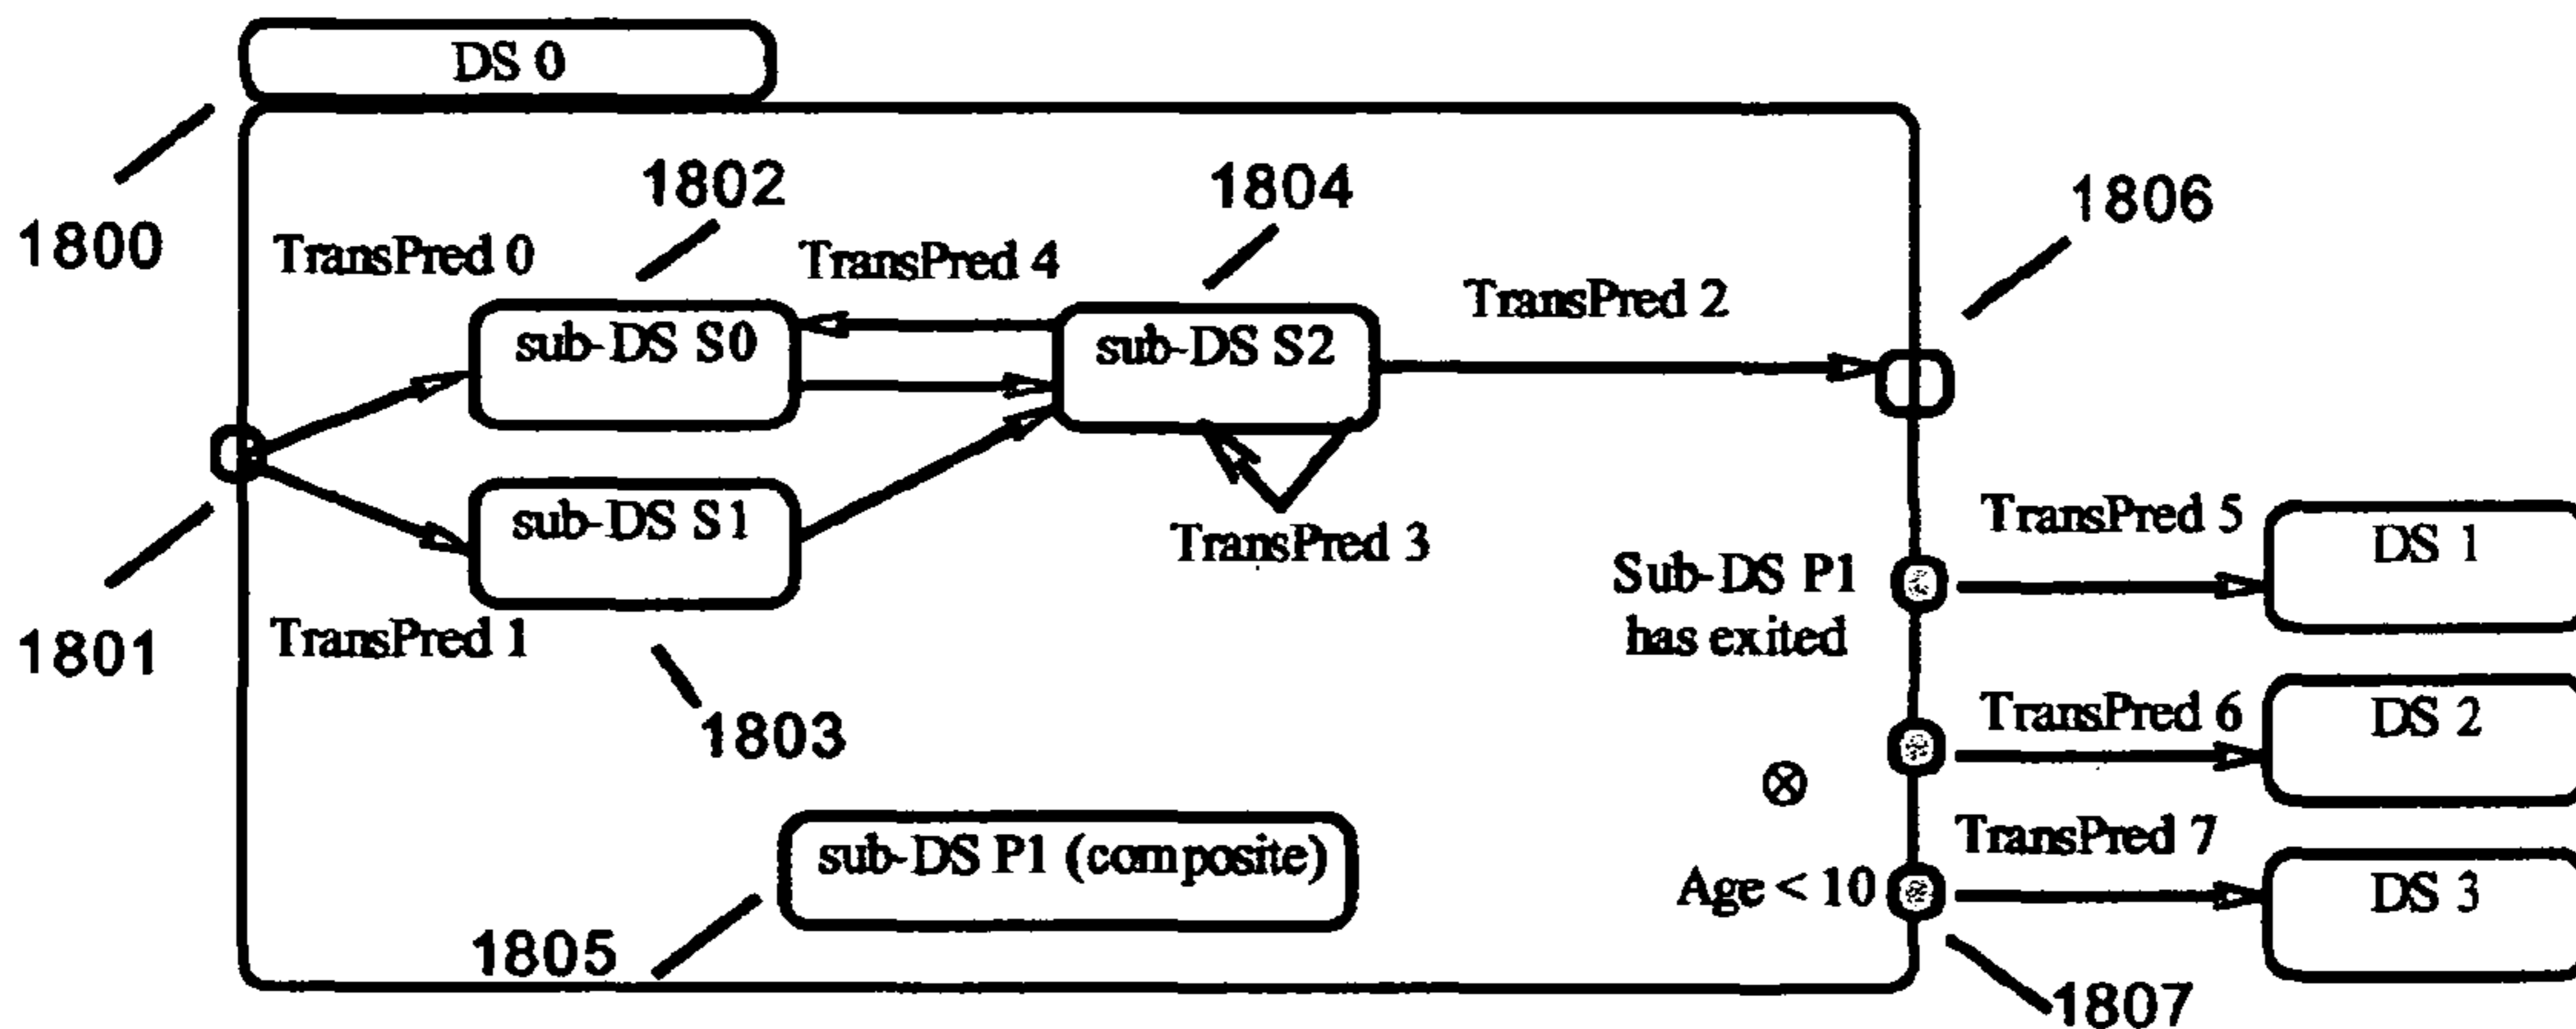 DS 0
1800
1802
1804
1806
TransPred 0
TransPred 4
TransPred 2
sub-DS S0
sub-DS S2
1801
sub-DS S1
TransPred 1
TransPred 3
1803
Sub-DS P1
has exited
TransPred 5
DS 1
TransPred 6
DS 2
sub-DS P1 (composite)
1805
Age < 10
TransPred 7
DS 3
1807